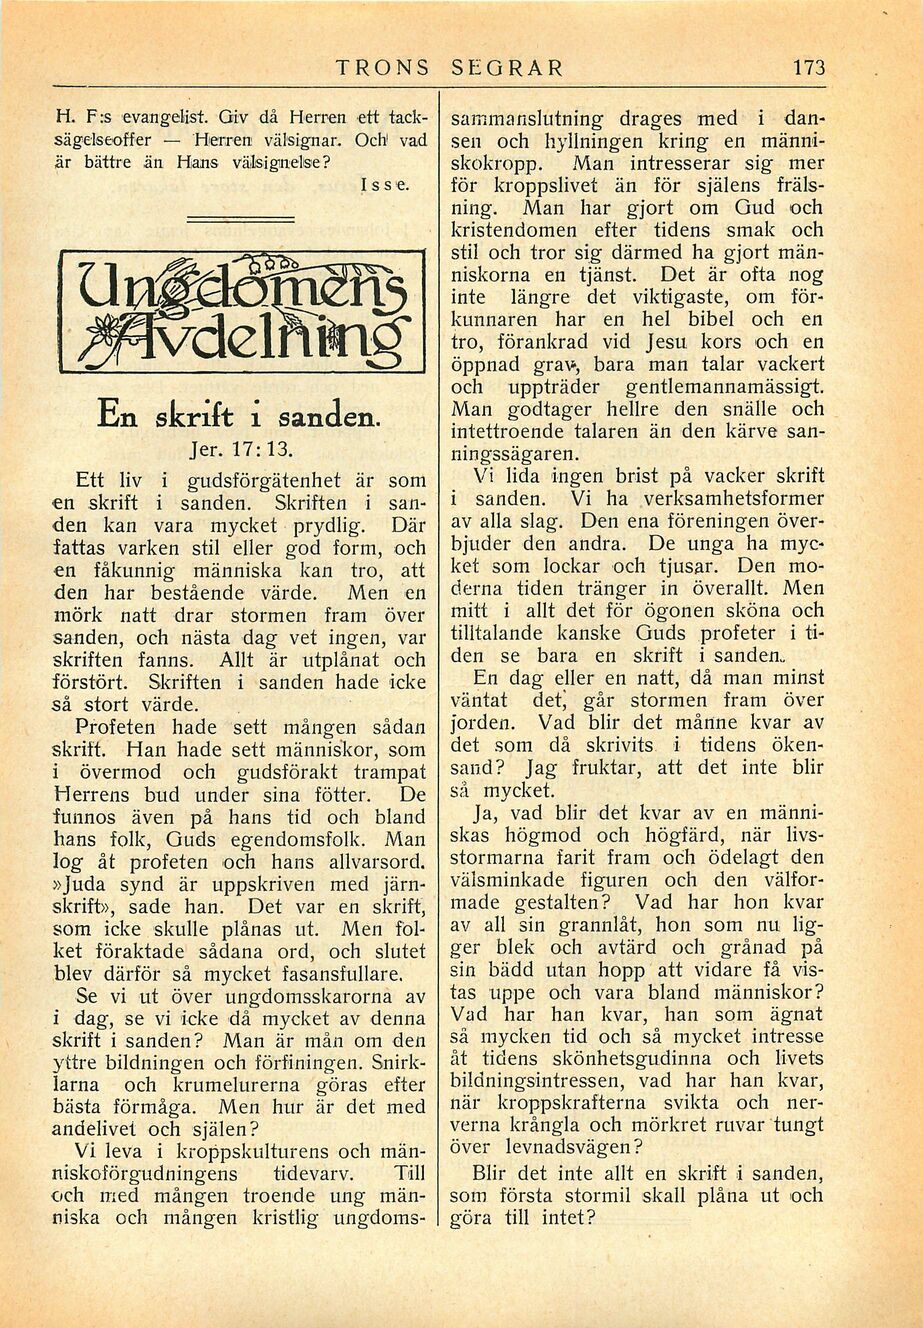 TRONS SEGRAR 173
H. F:s evangelist. Giv då Herren ett tack-
sägelseoffer — Herren välsignar. Och vad
är bättre än Hans välsignelse?
Isse.
Ungdomens
Avdelning
En skrift i sanden.
Jer. 17: 13.
Ett liv i gudsförgätenhet är som
en skrift i sanden. Skriften i san-
den kan vara mycket prydlig. Där
fattas varken stil eller god form, och
en fåkunnig människa kan tro, att
den har bestående värde. Men en
mörk natt drar stormen fram över
sanden, och nästa dag vet ingen, var
skriften fanns. Allt är utplånat och
förstört. Skriften i sanden hade icke
så stort värde.
Profeten hade sett mången sådan
skrift. Han hade sett människor, som
i övermod och gudsförakt trampat
Herrens bud under sina fötter. De
funnos även på hans tid och bland
hans folk, Guds egendomsfolk. Man
log åt profeten och hans allvarsord.
»Juda synd är uppskriven med järn-
skrift», sade han. Det var en skrift,
som icke skulle plånas ut. Men fol-
ket föraktade sådana ord, och slutet
blev därför så mycket fasansfullare.
Se vi ut över ungdomsskarorna av
i dag, se vi icke då mycket av denna
skrift i sanden? Man är mån om den
yttre bildningen och förfiningen. Snirk-
larna och krumelurerna göras efter
bästa förmåga. Men hur är det med
andelivet och själen?
Vi leva i kroppskulturens och män-
niskoförgudningens tidevarv. Till
och med mången troende ung män-
niska och mången kristlig ungdoms-
sammanslutning drages med i dan-
sen och hyllningen kring en männi-
skokropp. Man intresserar sig mer
för kroppslivet än för själens fräls-
ning. Man har gjort om Gud och
kristendomen efter tidens smak och
stil och tror sig därmed ha gjort män-
niskorna en tjänst. Det är ofta nog
inte längre det viktigaste, om för-
kunnaren har en hel bibel och en
tro, förankrad vid Jesu kors och en
öppnad grav, bara man talar vackert
och uppträder gentlemannamässigt.
Man godtager hellre den snälle och
intettroende talaren än den kärve san-
ningssägaren.
Vi lida ingen brist på vacker skrift
i sanden. Vi ha verksamhetsformer
av alla slag. Den ena föreningen över-
bjuder den andra. De unga ha myc-
ket som lockar och tjusar. Den mo-
derna tiden tränger in överallt. Men
mitt i allt det för ögonen sköna och
tilltalande kanske Guds profeter i ti-
den se bara en skrift i sanden.
En dag eller en natt, då man minst
väntat det, går stormen fram över
jorden. Vad blir det månne kvar av
det som då skrivits i tidens öken-
sand? Jag fruktar, att det inte blir
så mycket.
Ja, vad blir det kvar av en männi-
skas högmod och högfärd, när livs-
stormarna farit fram och ödelagt den
välsminkade figuren och den välfor-
made gestalten? Vad har hon kvar
av all sin grannlåt, hon som nu lig-
ger blek och avtärd och grånad på
sin bädd utan hopp att vidare få vis-
tas uppe och vara bland människor?
Vad har han kvar, han som ägnat
så mycken tid och så mycket intresse
åt tidens skönhetsgudinna och livets
bildningsintressen, vad har han kvar,
när kroppskrafterna svikta och ner-
verna krångla och mörkret ruvar tungt
över levnadsvägen?
Blir det inte allt en skrift i sanden,
som första stormil skall plåna ut och
göra till intet?